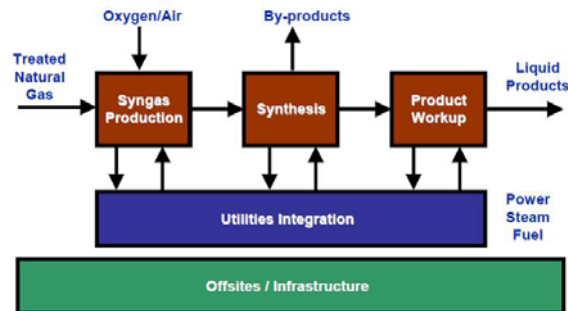 Oxygen/Air
By-products
Treated
Natural
Gas
Syngas
Production
Synthesis
Product
Workup
Liquid
Products
Utilities Integration
Power
Steam
Fuel
Offsites / Infrastructure